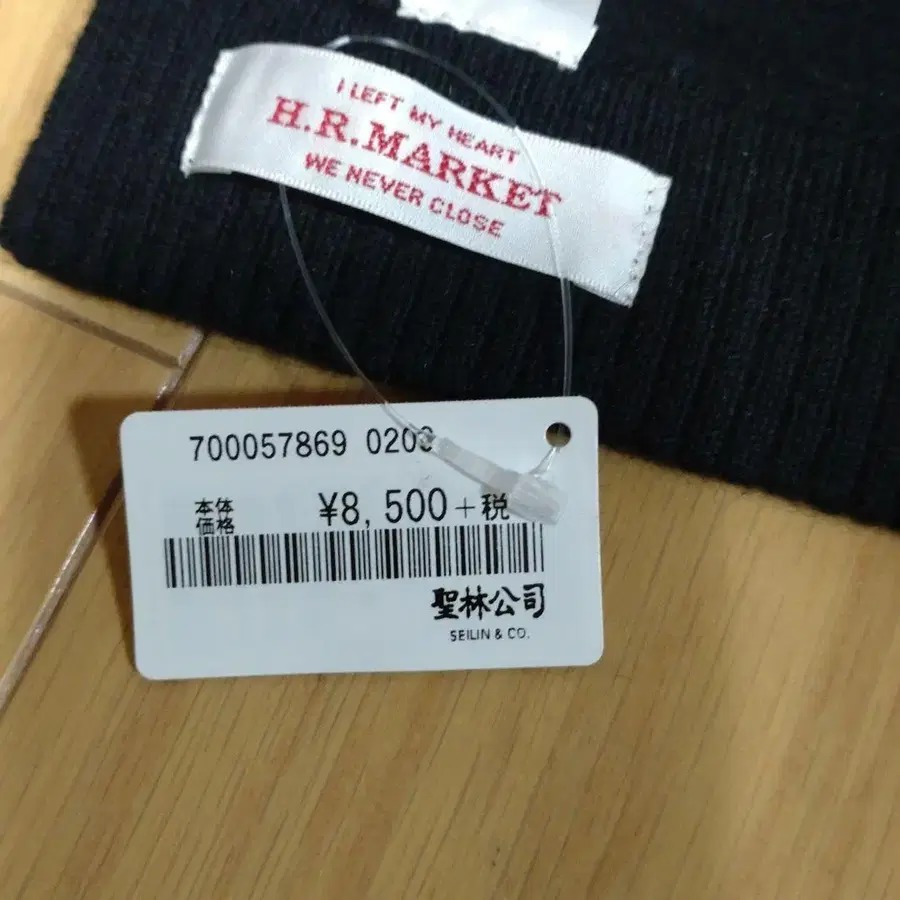 I LEFT MY HEART
H.R.MARKET
WE NEVER CLOSE
700057869 0203
本体
価格
¥8,500+税
聖林公司
SEILIN & CO.